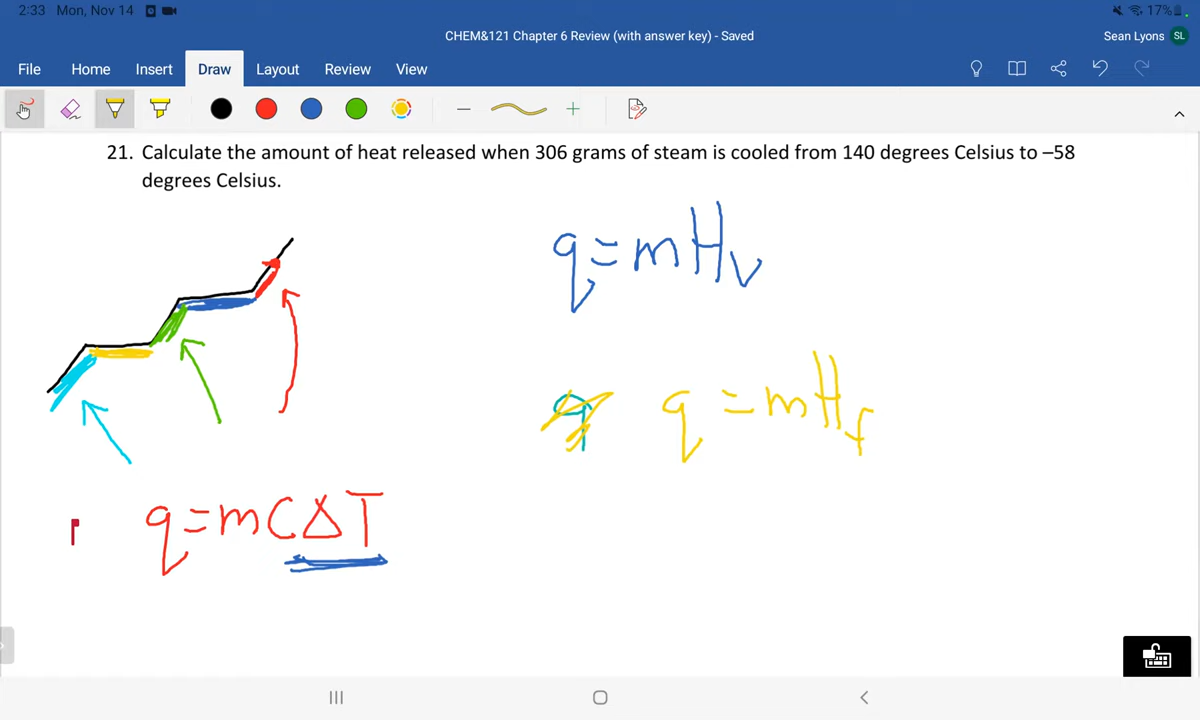 2:33 Mon, Nov 14 17%
CHEM&121 Chapter 6 Review (with answer key) - Saved
Sean Lyons SL
File Home Insert Draw Layout Review View
21. Calculate the amount of heat released when 306 grams of steam is cooled from 140 degrees Celsius to –58
degrees Celsius.
q=mHv
q q=mHf
q=mCΔT